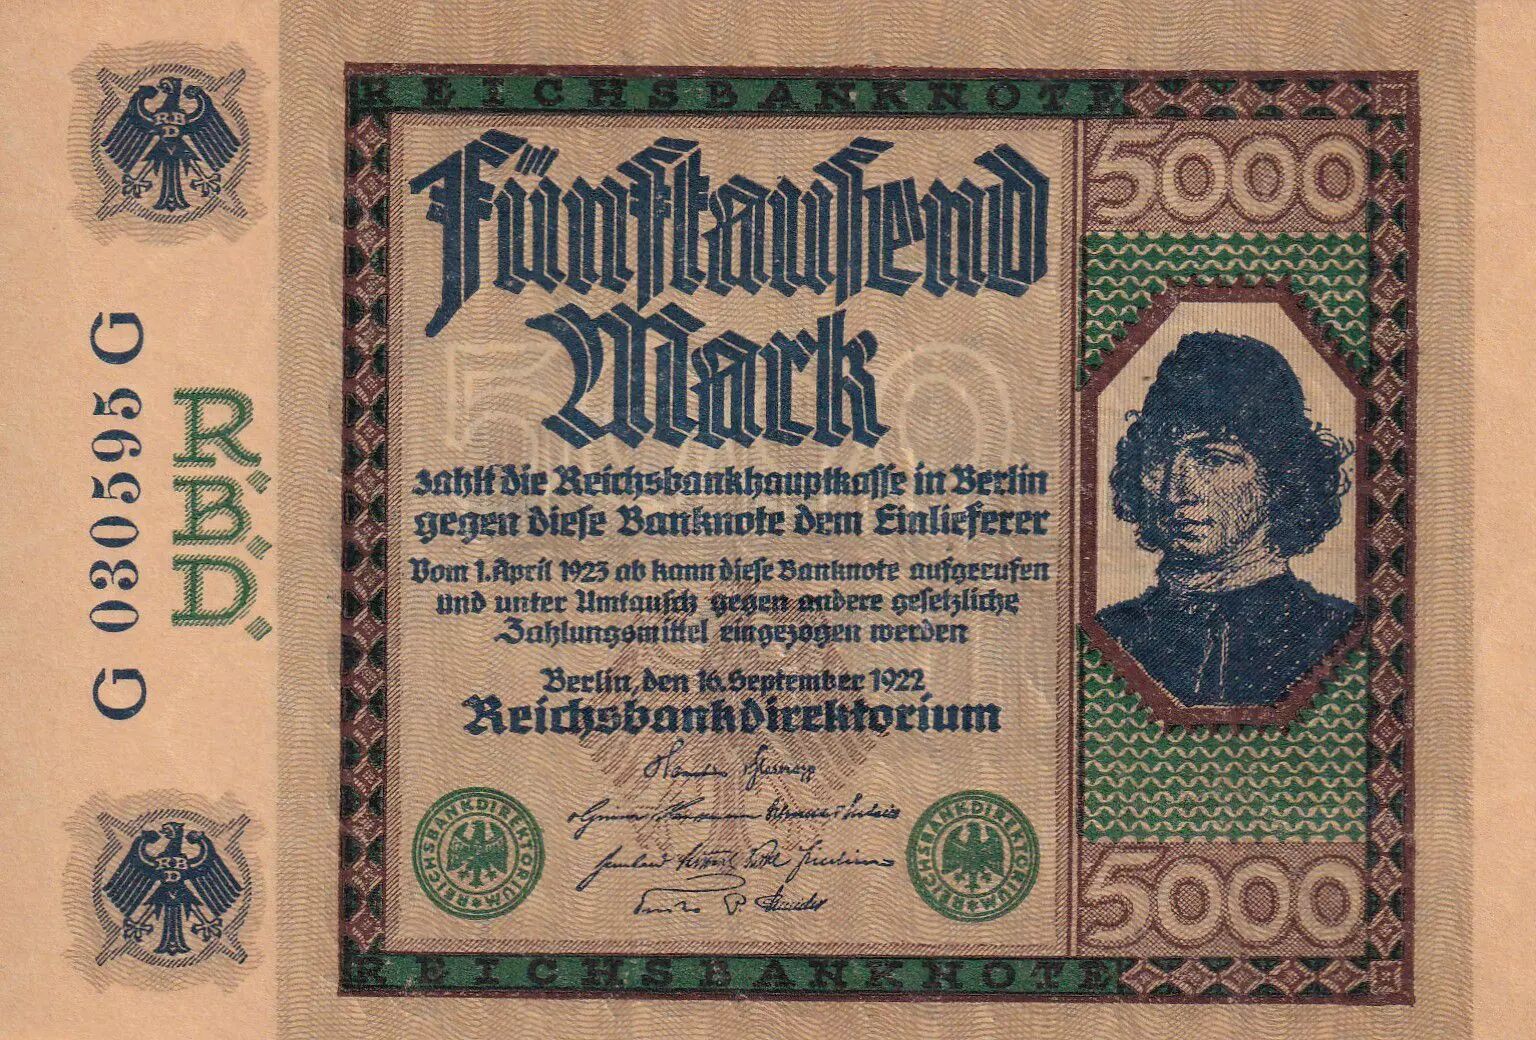 REICHSBANKNOTE
Fünftausend
Mark
zahlt die Reichsbankhauptkasse in Berlin
gegen diese Banknote dem Einlieferer
Vom 1. April 1923 ab kann diese Banknote aufgerufen
und unter Umtausch gegen andere gesetzliche
Zahlungsmittel eingezogen werden
Berlin, den 16. September 1922
Reichsbankdirektorium
REICHSBANKDIREKTORIUM
REICHSBANKDIREKTORIUM
REICHSBANKNOTE
5000
5000
G 030595 G
R.B.D.
RBD
RBD